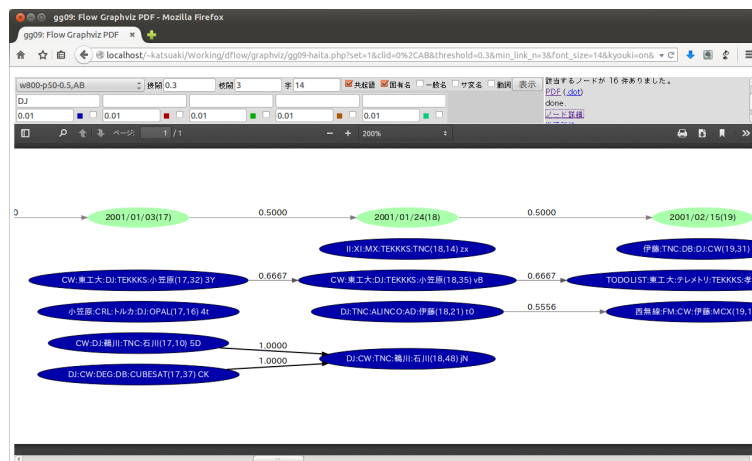 gg09: Flow Graphviz PDF - Mozilla Firefox
gg09: Flow Graphviz PDF
localhost/~katsuaki/Working/dflow/graphviz/gg09-haita.php?set=1&clid=0%2CAB&threshold=0.3&min_link_n=3&font_size=14&kyouki=on&
w800-p50-0.5,AB 接閾 0.3 枝閾 3 字 14 共起語 固有名 一般名 サ変名 動詞 表示
該当するノードが 16 件ありました。
PDF (.dot)
DJ
done.
0.01 0.01 0.01 0.01 0.01
ノード詳細
ページ: 1 / 1 200%
2001/01/03(17) 0.5000 2001/01/24(18) 0.5000 2001/02/15(19)
II:XI:MX:TEKKKS:TNC(18,14) zx 伊藤:TNC:DB:DJ:CW(19,31)
CW:東工大:DJ:TEKKKS:小笠原(17,32) 3Y 0.6667 CW:東工大:DJ:TEKKKS:小笠原(18,35) vB 0.6667 TODOLIST:東工大:テレメトリ:TEKKKS:孝
小笠原:CRL:トルカ:DJ:OPAL(17,16) 4t DJ:TNC:ALINCO:AD:伊藤(18,21) t0 0.5556 西無線:FM:CW:伊藤:MCX(19,1
CW:DJ:鵜川:TNC:石川(17,10) 5D 1.0000
DJ:CW:TNC:鵜川:石川(18,48) jN
1.0000
DJ:CW:DEG:DB:CUBESAT(17,37) CK